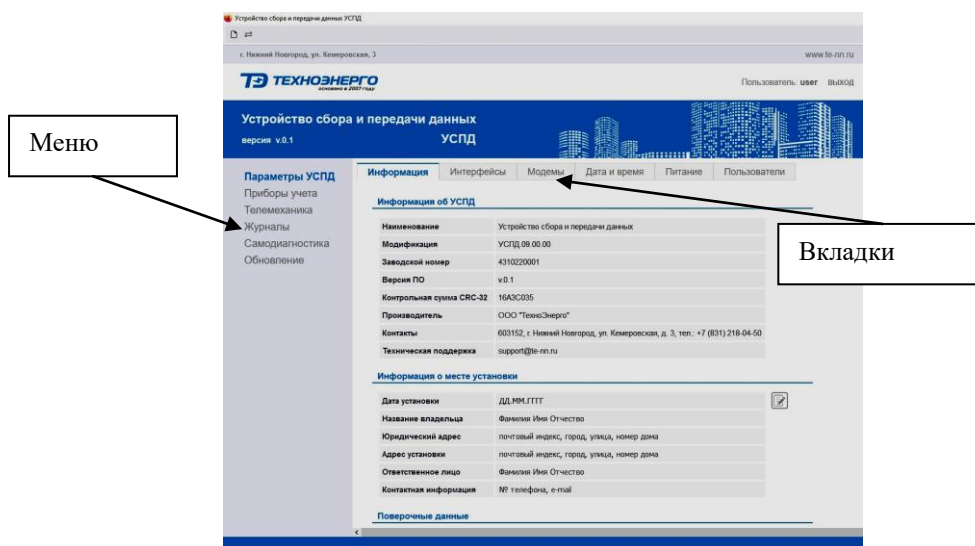 Устройство сбора и передачи данных УСПД
г. Нижний Новгород, ул. Кемеровская, 3
www.te-nn.ru
ТЭ ТЕХНОЭНЕРГО
основано в 2007 году
Пользователь user ВЫХОД
Устройство сбора и передачи данных
версия v.0.1 УСПД
Меню
Параметры УСПД
Приборы учета
Телемеханика
Журналы
Самодиагностика
Обновление
Информация Интерфейсы Модемы Дата и время Питание Пользователи
Вкладки
Информация об УСПД
Наименование Устройство сбора и передачи данных
Модификация УСПД.09.00.00
Заводской номер 4310220001
Версия ПО v.0.1
Контрольная сумма CRC-32 16A3C035
Производитель ООО "ТехноЭнерго"
Контакты 603152, г. Нижний Новгород, ул. Кемеровская, д. 3, тел.: +7 (831) 218-04-50
Техническая поддержка support@te-nn.ru
Информация о месте установки
Дата установки ДД.ММ.ГГГГ
Название владельца Фамилия Имя Отчество
Юридический адрес почтовый индекс, город, улица, номер дома
Адрес установки почтовый индекс, город, улица, номер дома
Ответственное лицо Фамилия Имя Отчество
Контактная информация № телефона, e-mail
Поверочные данные